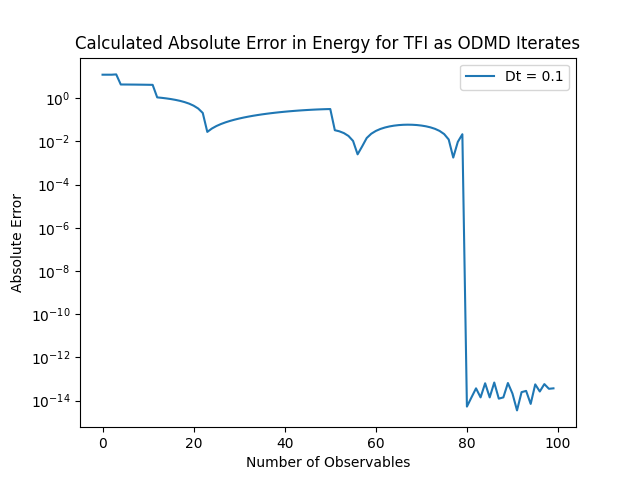 Calculated Absolute Error in Energy for TFI as ODMD Iterates
Dt = 0.1
10⁰
10⁻²
10⁻⁴
10⁻⁶
10⁻⁸
10⁻¹⁰
10⁻¹²
10⁻¹⁴
Absolute Error
0 20 40 60 80 100
Number of Observables